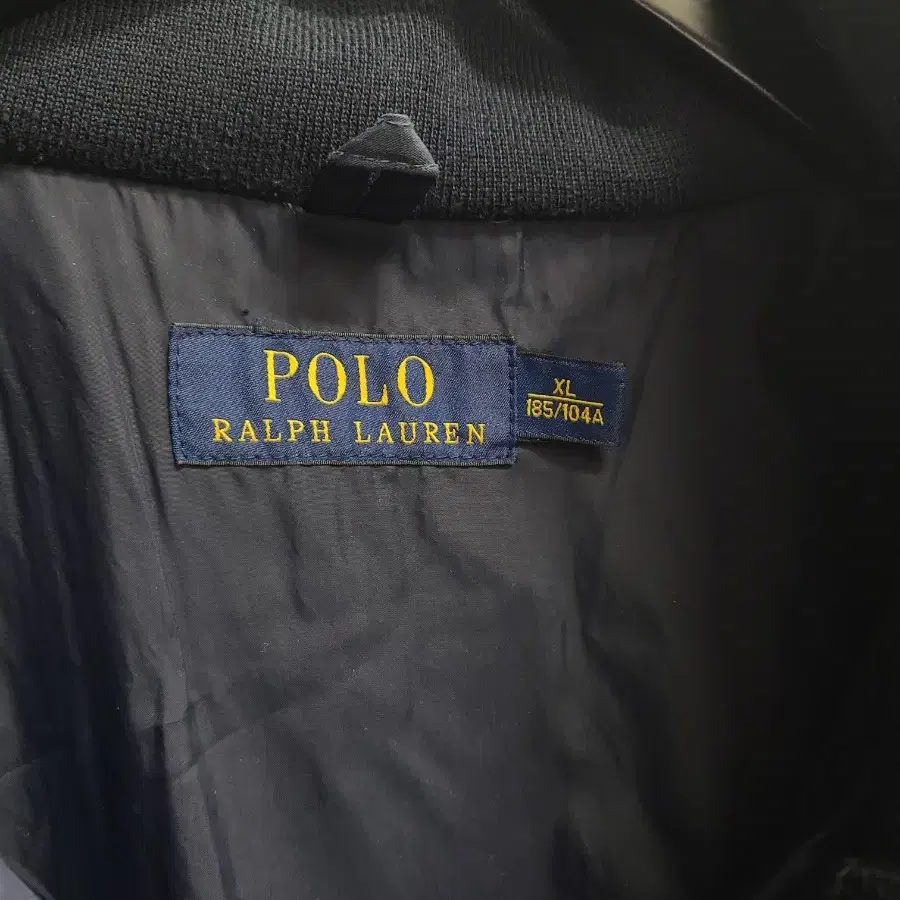 POLO
RALPH LAUREN
XL
185/104A